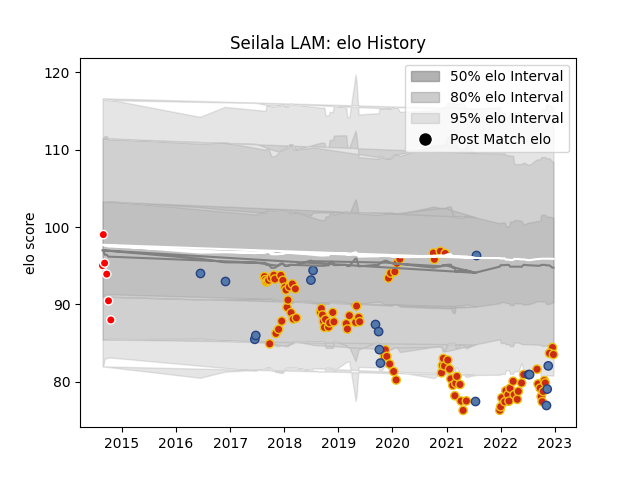 Seilala LAM: elo History
120
110
100
90
80
elo score
50% elo Interval
80% elo Interval
95% elo Interval
Post Match elo
2015 2016 2017 2018 2019 2020 2021 2022 2023